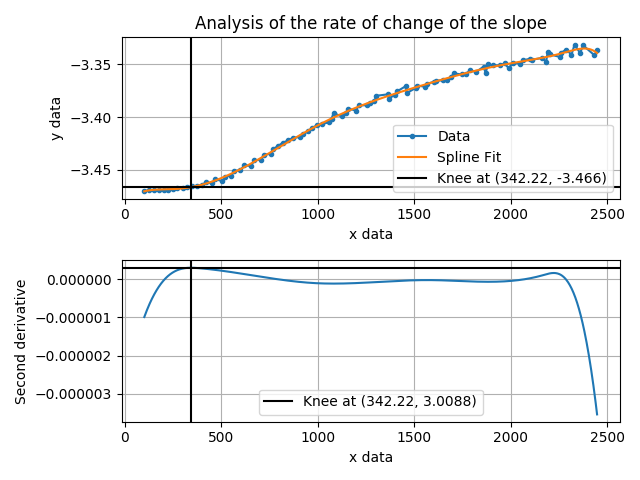 Analysis of the rate of change of the slope
y data
−3.35
−3.40
−3.45
Data
Spline Fit
Knee at (342.22, -3.466)
0 500 1000 1500 2000 2500
x data
Second derivative
0.000000
−0.000001
−0.000002
−0.000003
Knee at (342.22, 3.0088)
0 500 1000 1500 2000 2500
x data